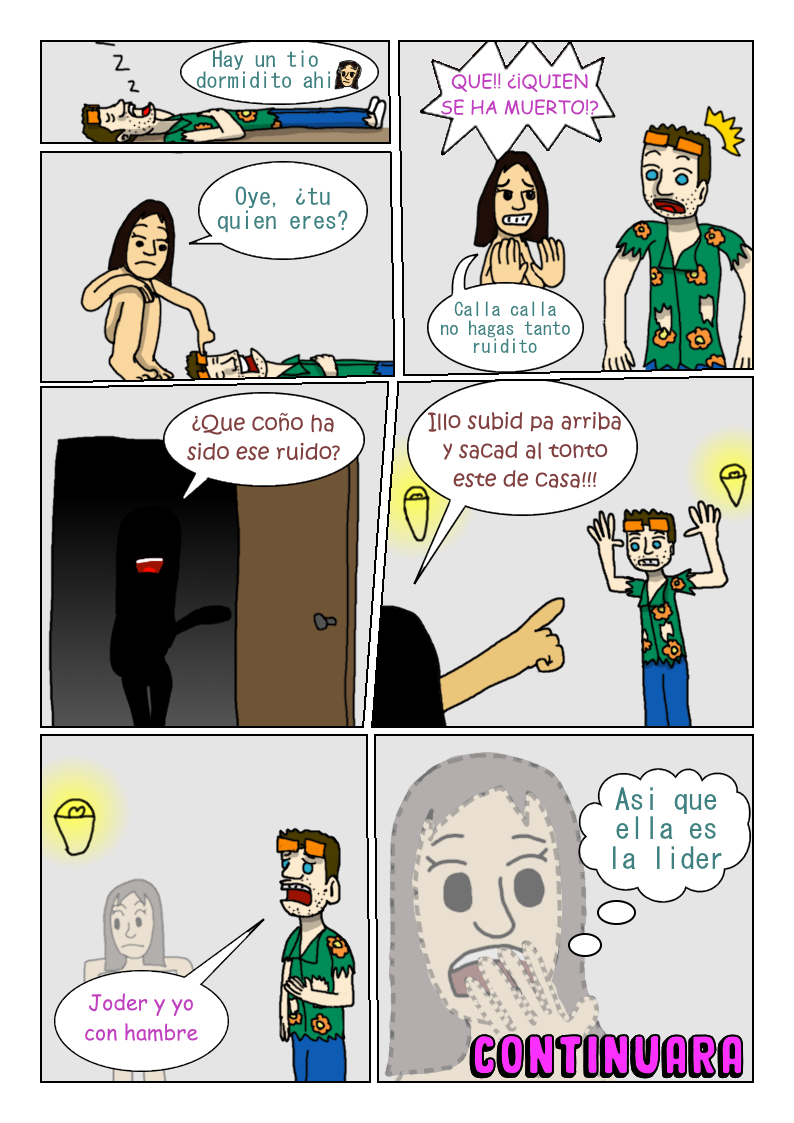 Z
Z
Hay un tio
dormidito ahi
QUE!! ¿¡QUIEN
SE HA MUERTO!?
Calla calla
no hagas tanto
ruidito
Oye, ¿tu
quien eres?
¿Que coño ha
sido ese ruido?
Illo subid pa arriba
y sacad al tonto
este de casa!!!
Joder y yo
con hambre
Asi que
ella es
la lider
CONTINUARA